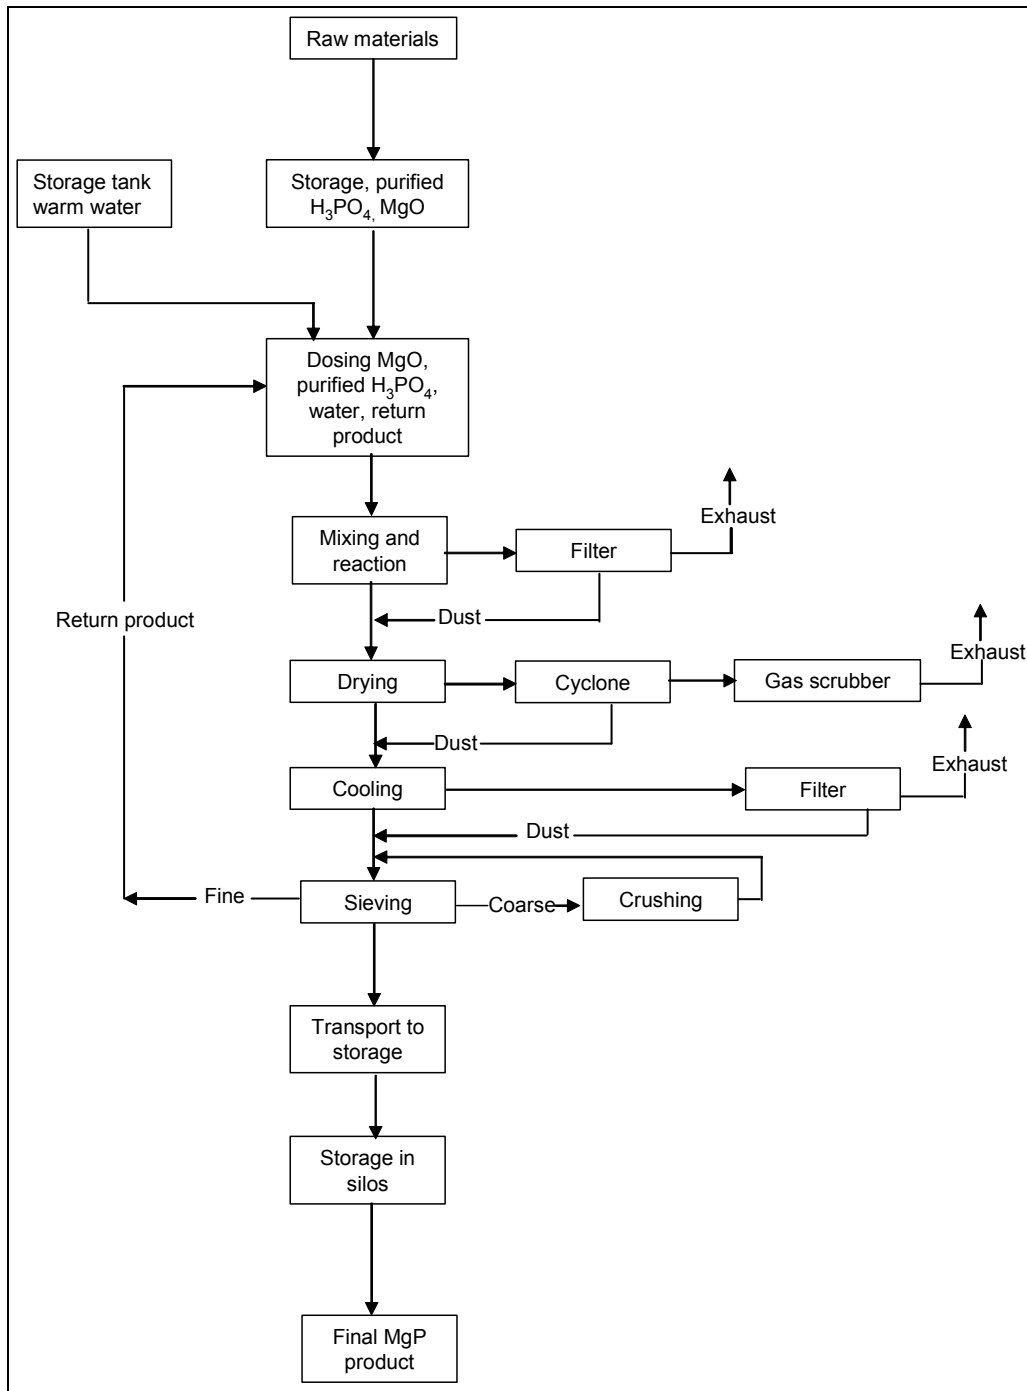 Raw materials
Storage tank
warm water
Storage, purified
H₃PO₄, MgO
Dosing MgO,
purified H₃PO₄,
water, return
product
Exhaust
Mixing and
reaction
Filter
Dust
Return product
Exhaust
Drying
Cyclone
Gas scrubber
Dust
Exhaust
Cooling
Filter
Dust
Fine
Sieving
Coarse
Crushing
Transport to
storage
Storage in
silos
Final MgP
product